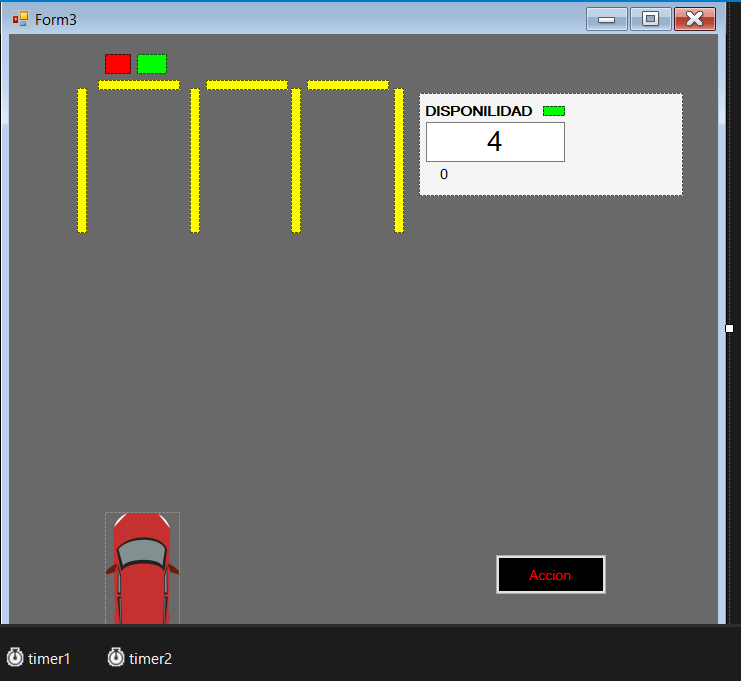 Form3
DISPONILIDAD
4
0
Accion
timer1
timer2